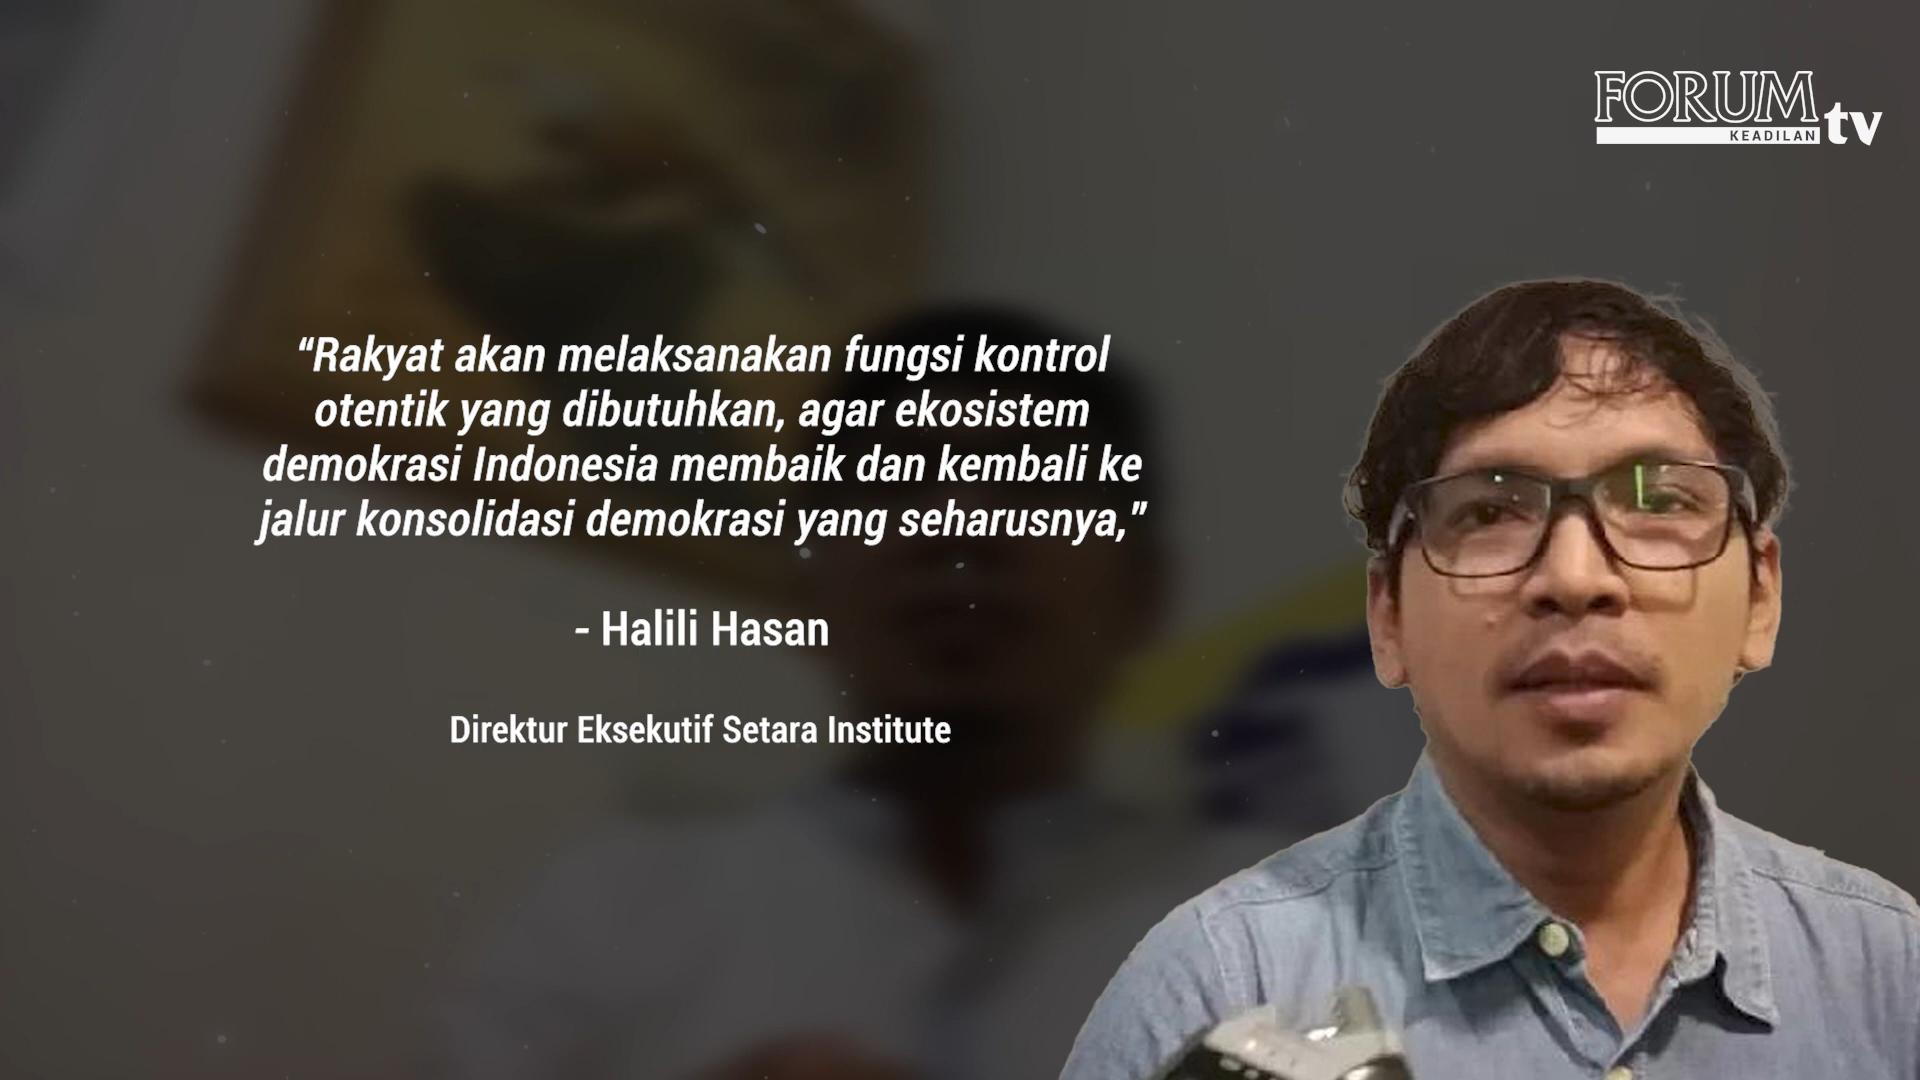 FORUM
KEADILAN
tv
“Rakyat akan melaksanakan fungsi kontrol
otentik yang dibutuhkan, agar ekosistem
demokrasi Indonesia membaik dan kembali ke
jalur konsolidasi demokrasi yang seharusnya,”
- Halili Hasan
Direktur Eksekutif Setara Institute